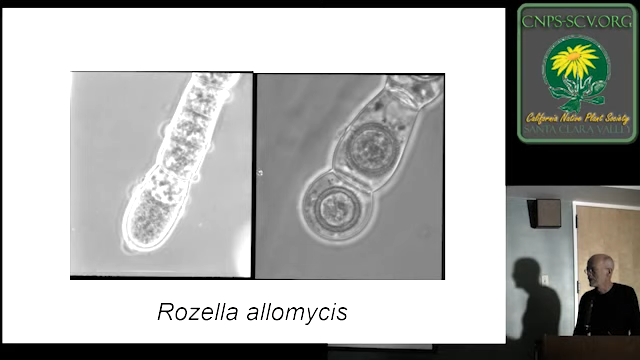 CNPS-SCV.ORG
California Native Plant Society
SANTA CLARA VALLEY
Rozella allomycis